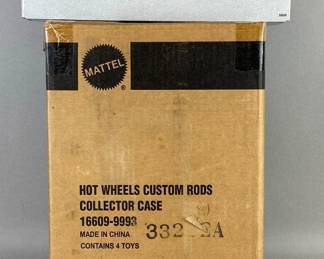 MATTEL
®
HOT WHEELS CUSTOM RODS
COLLECTOR CASE
16609-9993
MADE IN CHINA
CONTAINS 4 TOYS